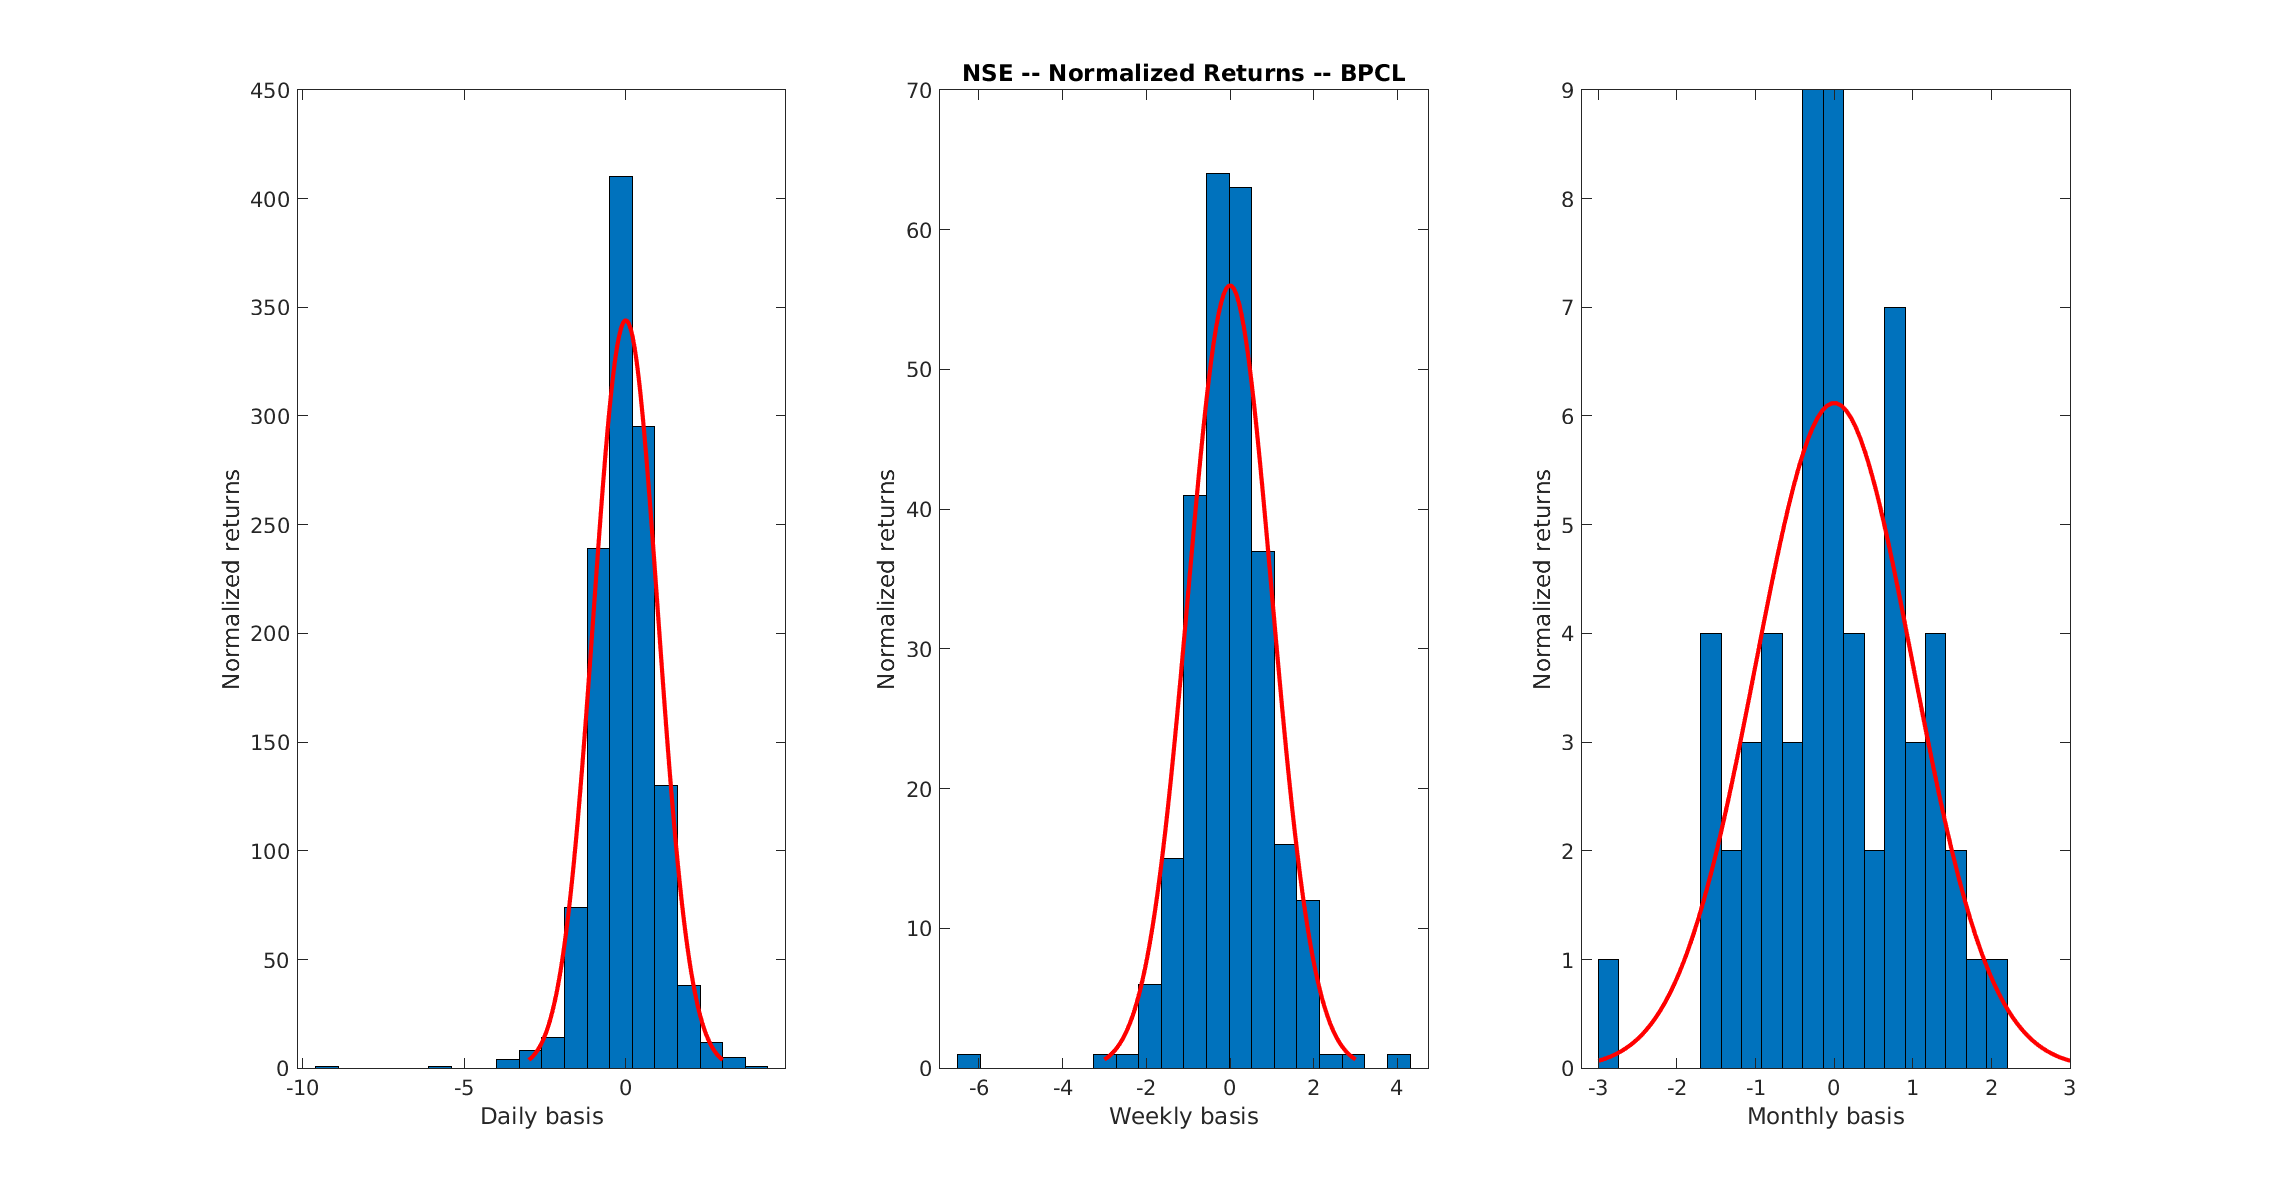 NSE -- Normalized Returns -- BPCL
450
400
350
300
250
200
150
100
50
0
Normalized returns
-10 -5 0
Daily basis
70
60
50
40
30
20
10
0
Normalized returns
-6 -4 -2 0 2 4
Weekly basis
9
8
7
6
5
4
3
2
1
0
Normalized returns
-3 -2 -1 0 1 2 3
Monthly basis